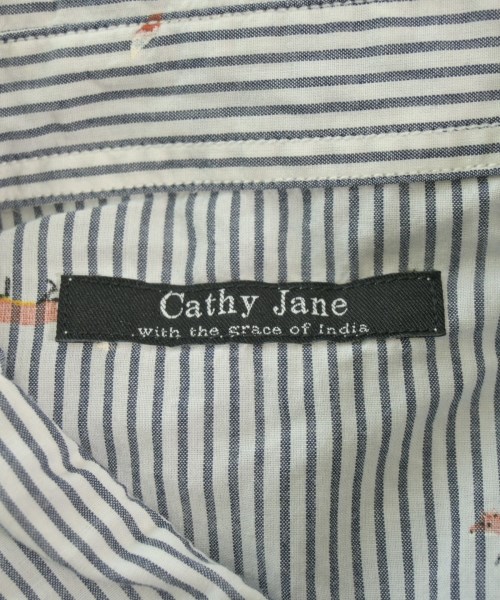 Cathy Jane
with the grace of India